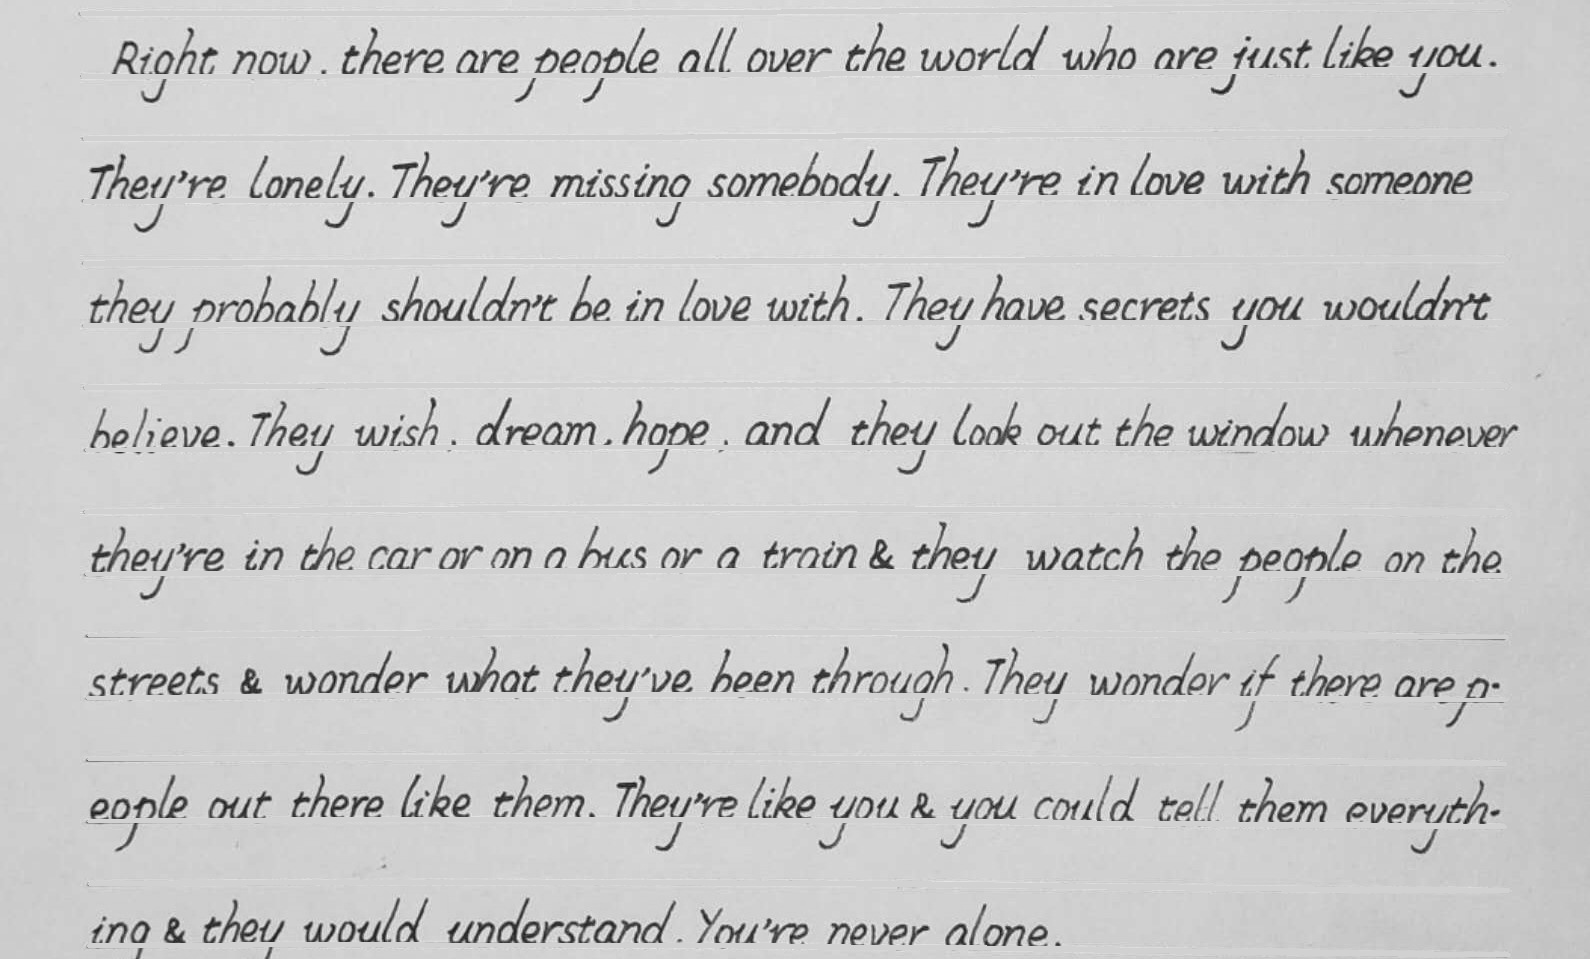 Right now, there are people all over the world who are just like you.
They're lonely. They're missing somebody. They're in love with someone
they probably shouldn't be in love with. They have secrets you wouldn't
believe. They wish, dream, hope, and they look out the window whenever
they're in the car or on a bus or a train & they watch the people on the
streets & wonder what they've been through. They wonder if there are p-
eople out there like them. They're like you & you could tell them everyth-
ing & they would understand. You're never alone.